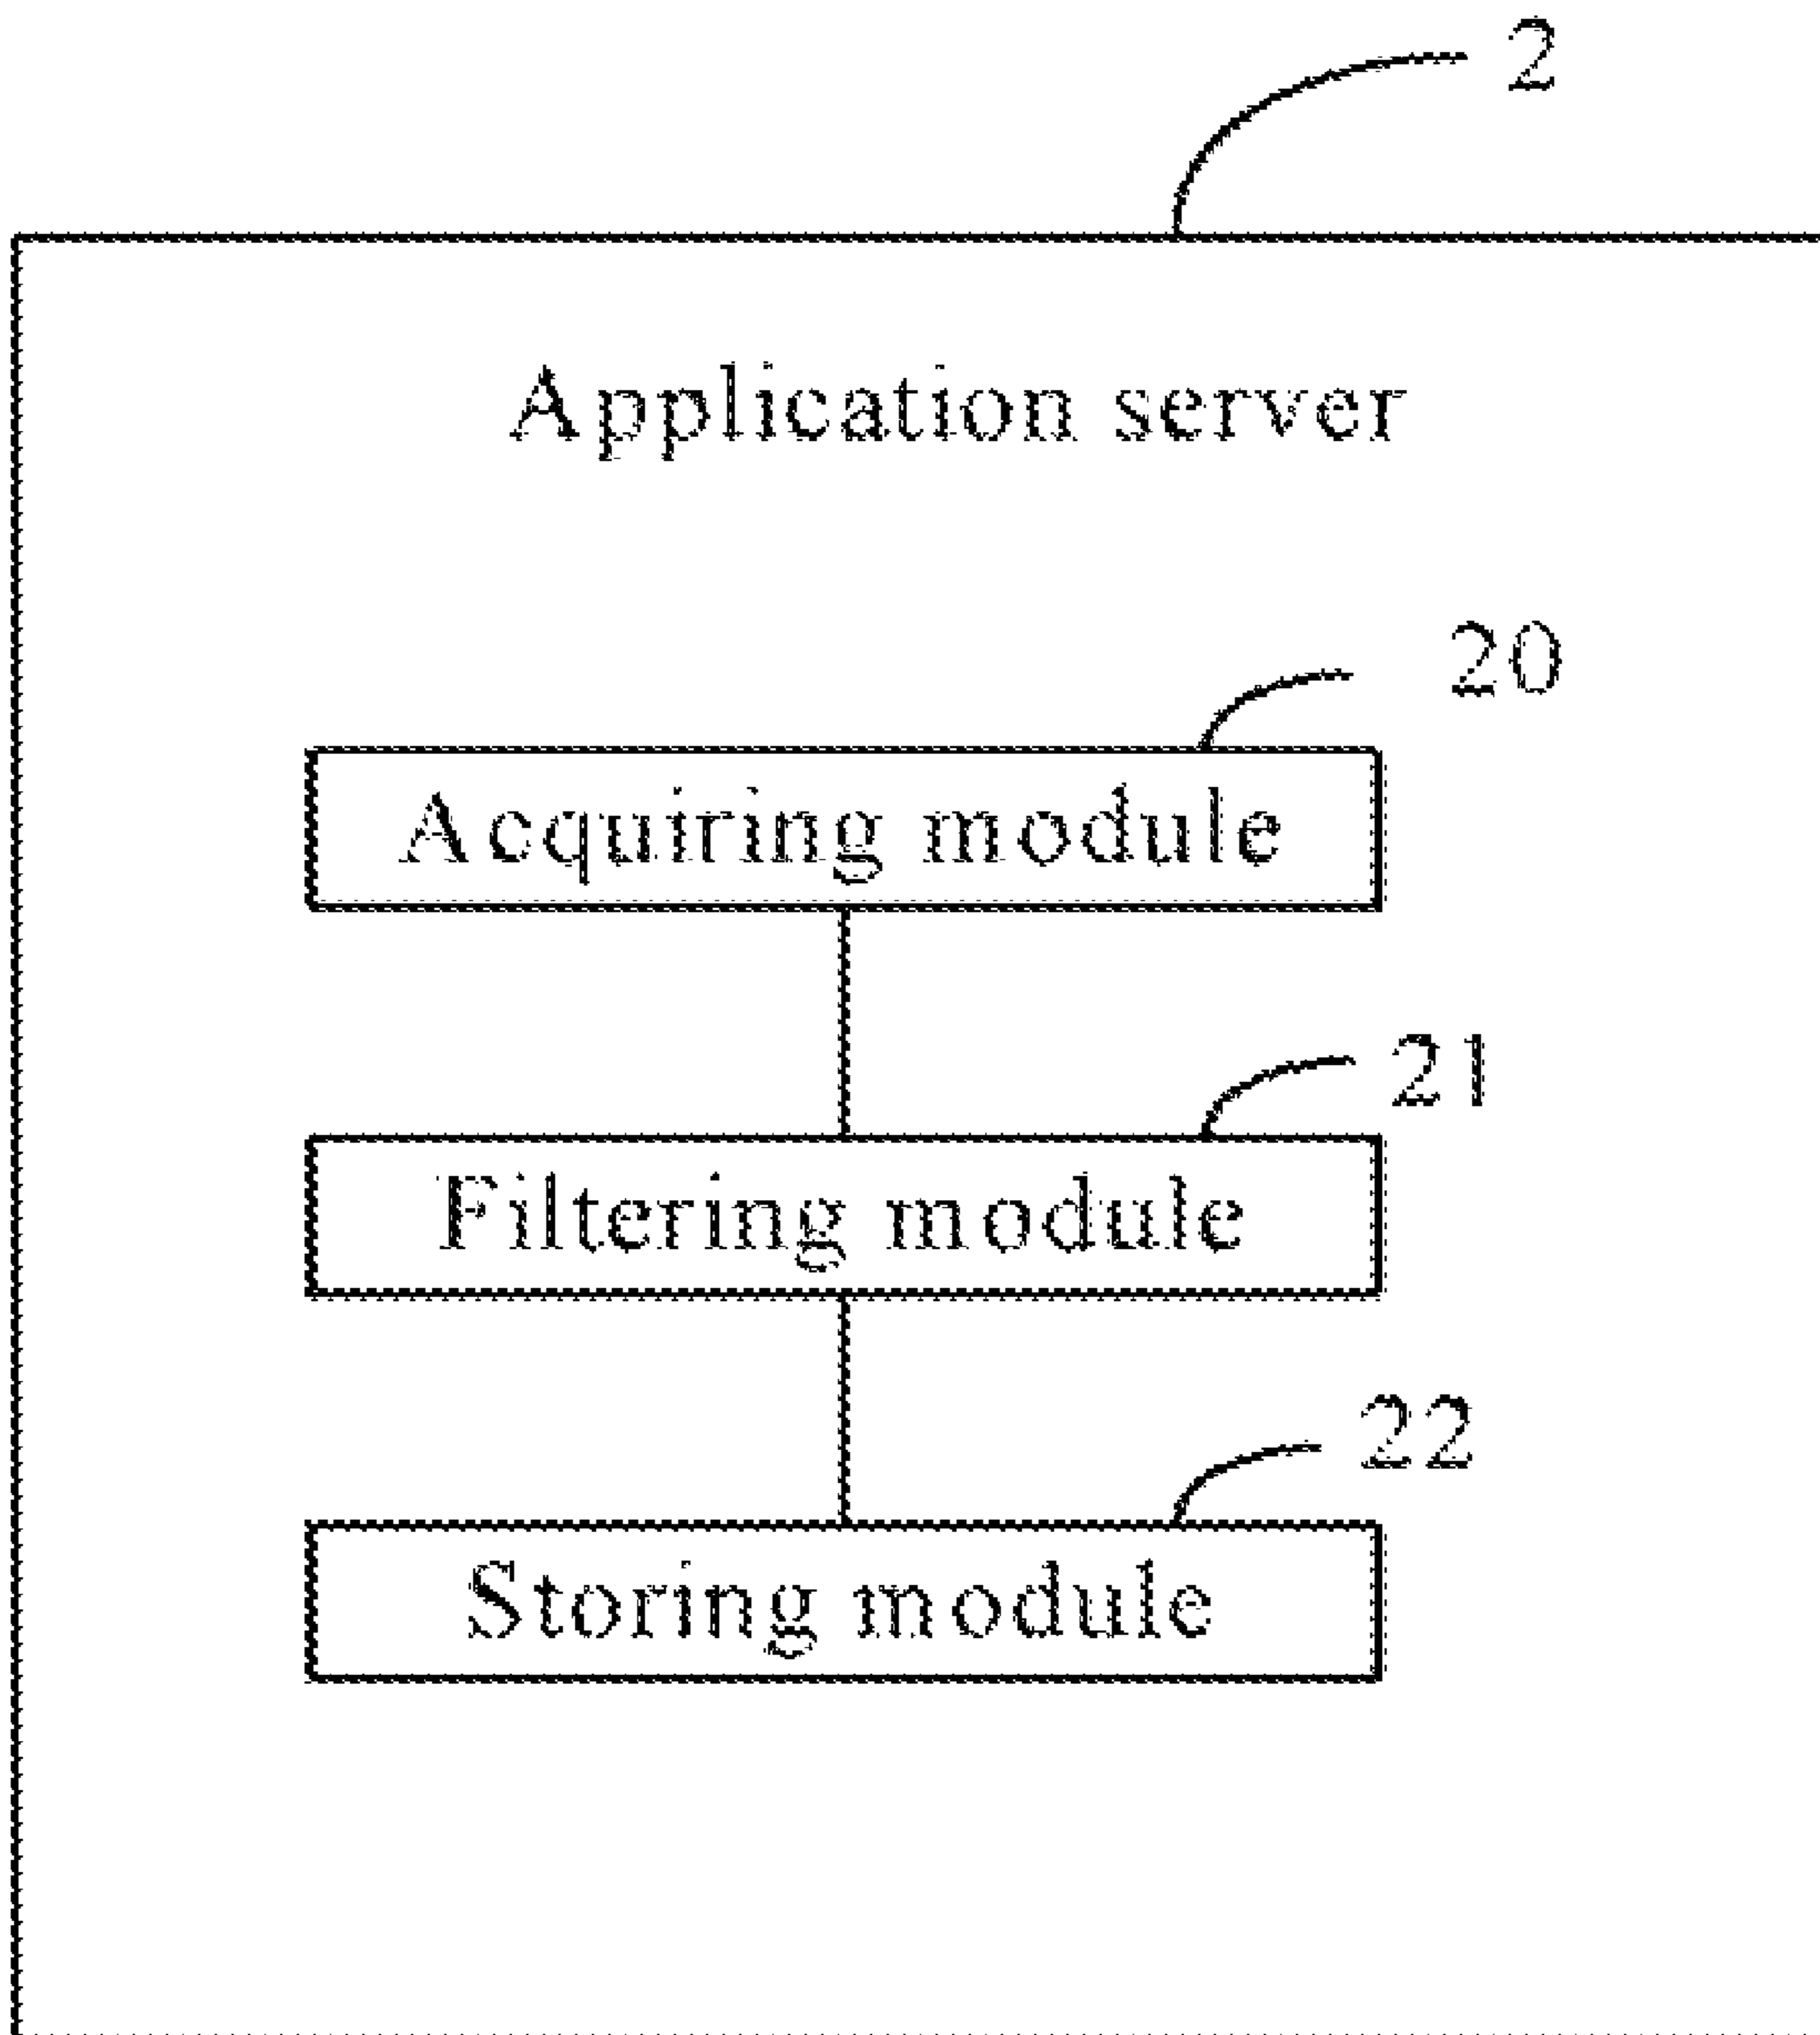 2
Application server
20
Acquiring module
21
Filtering module
22
Storing module